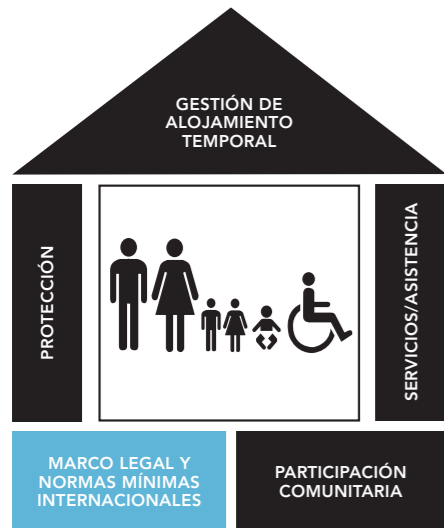 GESTIÓN DE
ALOJAMIENTO
TEMPORAL
PROTECCIÓN
SERVICIOS/ASISTENCIA
MARCO LEGAL Y
NORMAS MÍNIMAS
INTERNACIONALES
PARTICIPACIÓN
COMUNITARIA